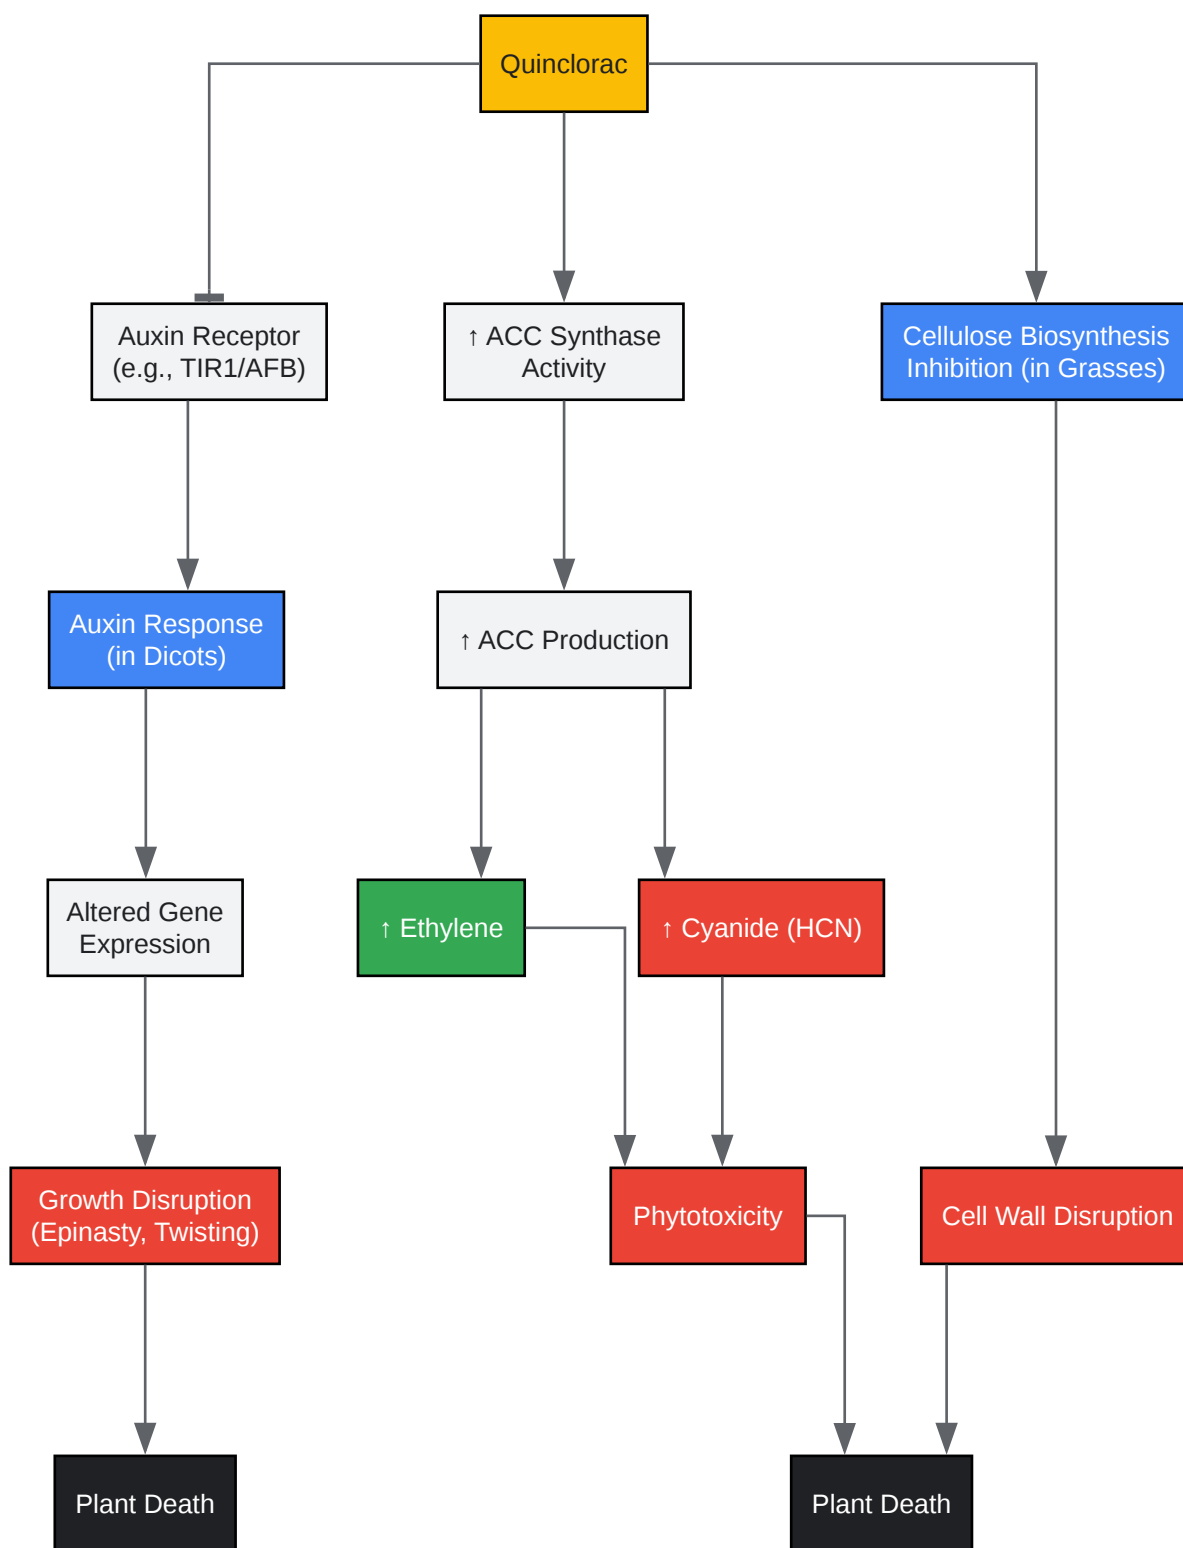 Quinclorac
Auxin Receptor
(e.g., TIR1/AFB)
↑ ACC Synthase
Activity
Cellulose Biosynthesis
Inhibition (in Grasses)
Auxin Response
(in Dicots)
↑ ACC Production
Altered Gene
Expression
↑ Ethylene
↑ Cyanide (HCN)
Growth Disruption
(Epinasty, Twisting)
Phytotoxicity
Cell Wall Disruption
Plant Death
Plant Death